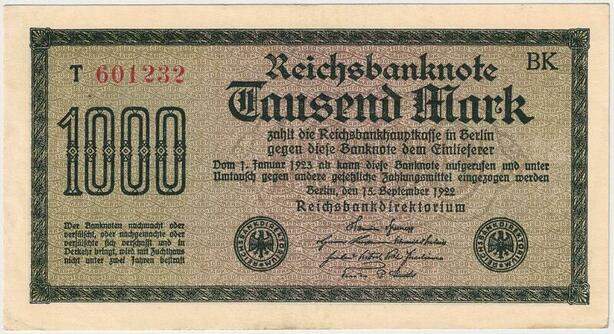 T 601232
BK
Reichsbanknote
Tausend Mark
1000
zahlt die Reichsbankhauptkasse in Berlin
gegen diese Banknote dem Einlieferer
Vom 1. Januar 1923 ab kann diese Banknote aufgerufen und unter
Umtausch gegen andere gesetzliche Zahlungsmittel eingezogen werden
Berlin, den 15. September 1922
Reichsbankdirektorium
Wer Banknoten nachmacht oder
verfälscht, oder nachgemachte oder
verfälschte sich verschafft und in
Verkehr bringt, wird mit Zuchthaus
nicht unter zwei Jahren bestraft